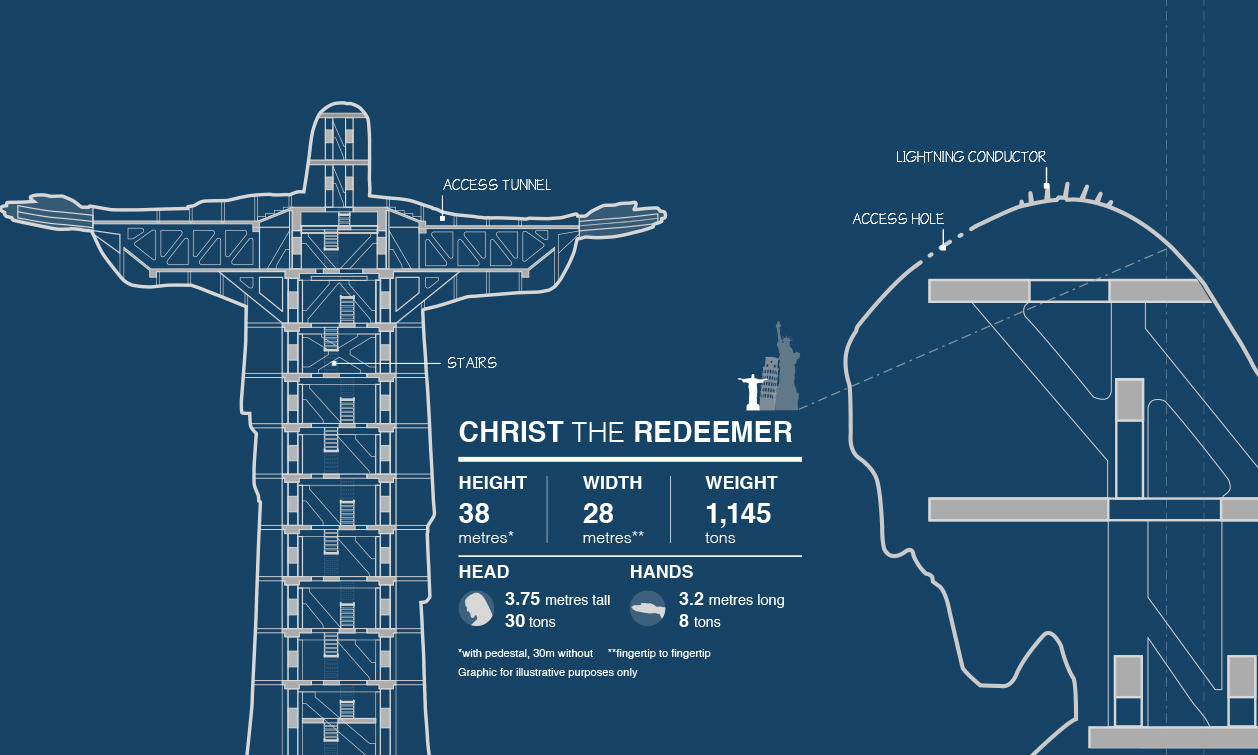 LIGHTNING CONDUCTOR
ACCESS TUNNEL
ACCESS HOLE
STAIRS
CHRIST THE REDEEMER
HEIGHT WIDTH WEIGHT
38 28 1,145
metres* metres** tons
HEAD HANDS
3.75 metres tall 3.2 metres long
30 tons 8 tons
*with pedestal, 30m without **fingertip to fingertip
Graphic for illustrative purposes only